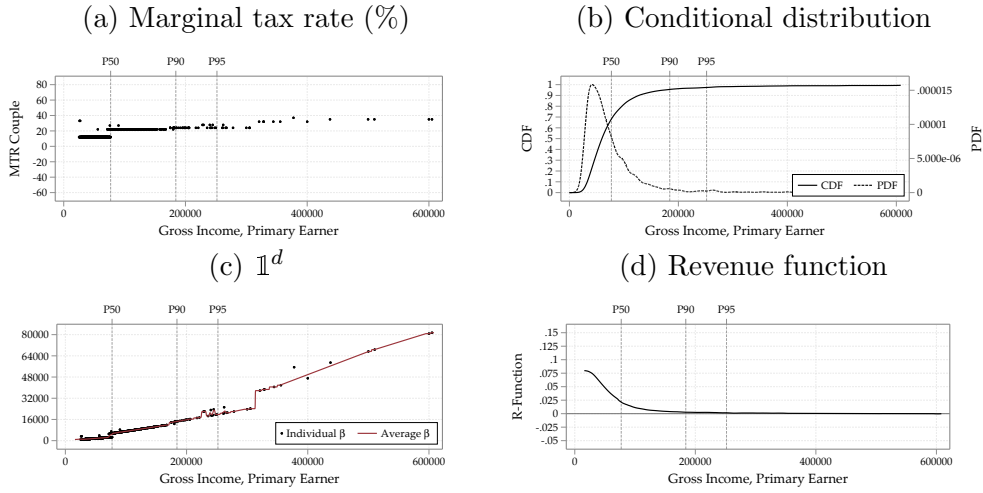 (a) Marginal tax rate (%)
P50 P90 P95
80
60
40
20
0
-20
-40
-60
MTR Couple
0 200000 400000 600000
Gross Income, Primary Earner
(b) Conditional distribution
P50 P90 P95
1
.9
.8
.7
.6
.5
.4
.3
.2
.1
0
CDF
.000015
.00001
5.000e-06
0
PDF
CDF PDF
0 200000 400000 600000
Gross Income, Primary Earner
(c) 𝟙ᵈ
P50 P90 P95
80000
64000
48000
32000
16000
0
Individual β Average β
0 200000 400000 600000
Gross Income, Primary Earner
(d) Revenue function
P50 P90 P95
.15
.125
.1
.075
.05
.025
0
-.025
-.05
R-Function
0 200000 400000 600000
Gross Income, Primary Earner